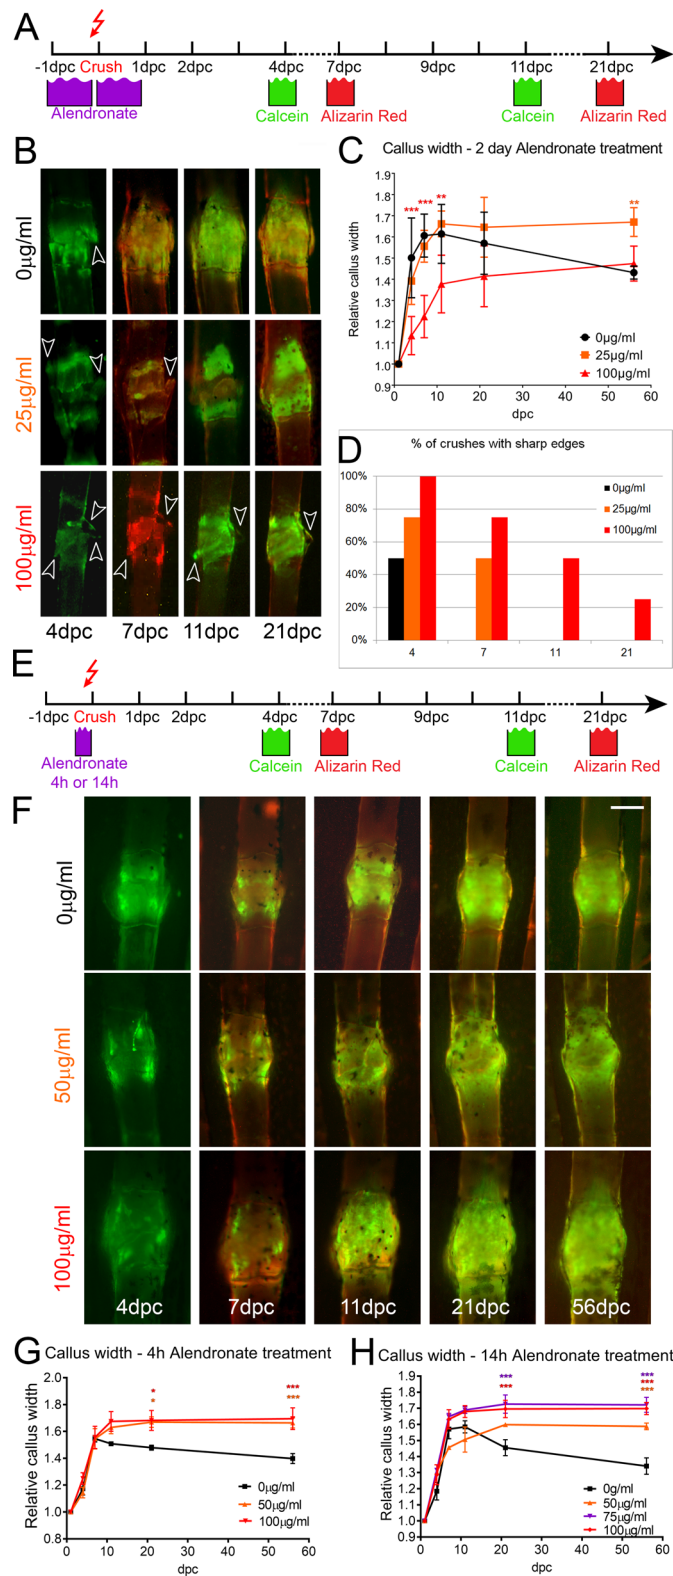 A
-1dpc Crush 1dpc 2dpc 4dpc 7dpc 9dpc 11dpc 21dpc
Alendronate Calcein Alizarin Red Calcein Alizarin Red
B
0µg/ml
25µg/ml
100µg/ml
4dpc 7dpc 11dpc 21dpc
C Callus width - 2 day Alendronate treatment
Relative callus width
1.9
1.8
1.7
1.6
1.5
1.4
1.3
1.2
1.1
1.0
0.9
*** *** ** **
0µg/ml
25µg/ml
100µg/ml
0 10 20 30 40 50 60
dpc
D
% of crushes with sharp edges
100%
80%
60%
40%
20%
0%
0µg/ml
25µg/ml
100µg/ml
4 7 11 21
E
-1dpc Crush 1dpc 2dpc 4dpc 7dpc 9dpc 11dpc 21dpc
Alendronate Calcein Alizarin Red Calcein Alizarin Red
4h or 14h
F
0µg/ml
50µg/ml
100µg/ml
4dpc 7dpc 11dpc 21dpc 56dpc
G Callus width - 4h Alendronate treatment
Relative callus width
2.0
1.8
1.6
1.4
1.2
1.0
0.8
* ***
* ***
0µg/ml
50µg/ml
100µg/ml
0 10 20 30 40 50 60
dpc
H Callus width - 14h Alendronate treatment
Relative callus width
1.9
1.8
1.7
1.6
1.5
1.4
1.3
1.2
1.1
1.0
0.9
*** ***
*** ***
***
0g/ml
50µg/ml
75µg/ml
100µg/ml
0 10 20 30 40 50 60
dpc